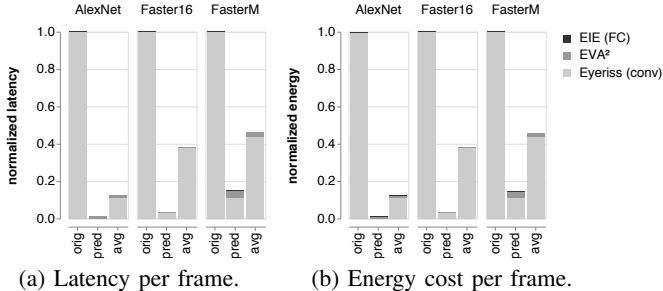 AlexNet Faster16 FasterM
1.0
0.8
0.6
0.4
0.2
0.0
normalized latency
orig pred avg orig pred avg orig pred avg
(a) Latency per frame.
AlexNet Faster16 FasterM
1.0
0.8
0.6
0.4
0.2
0.0
normalized energy
orig pred avg orig pred avg orig pred avg
(b) Energy cost per frame.
EIE (FC)
EVA²
Eyeriss (conv)